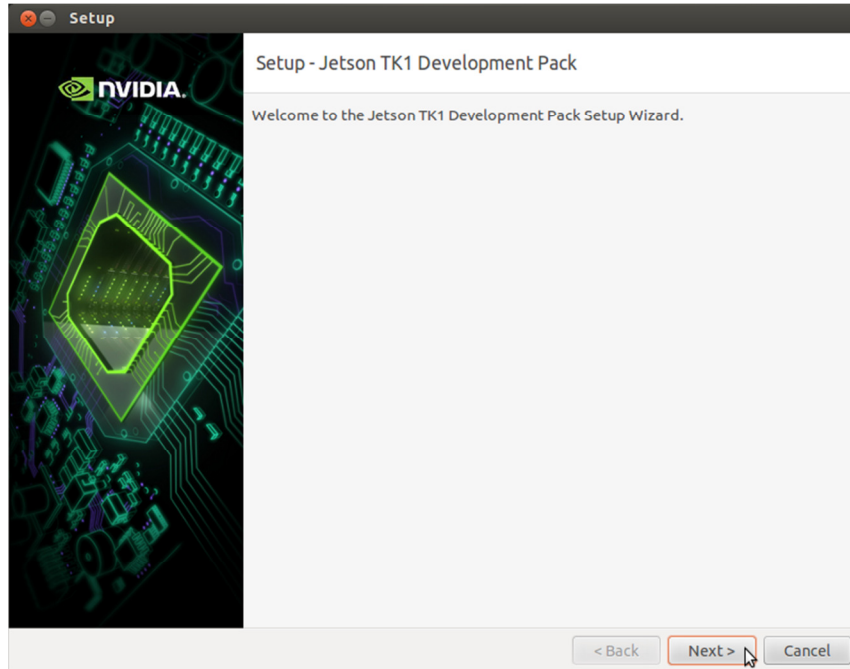 Setup
nVIDIA.
Setup - Jetson TK1 Development Pack
Welcome to the Jetson TK1 Development Pack Setup Wizard.
< Back
Next >
Cancel